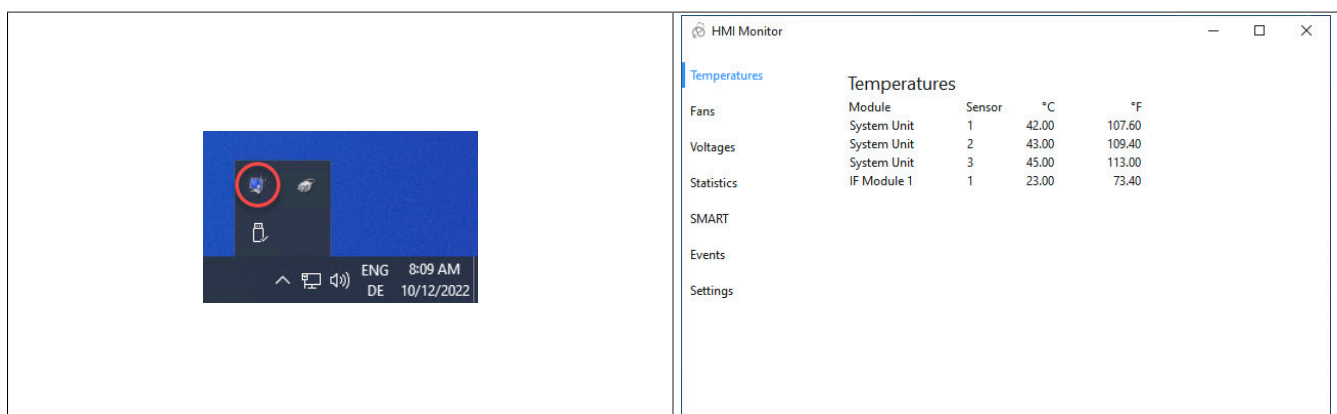 ENG 8:09 AM
DE 10/12/2022
HMI Monitor
Temperatures
Fans
Voltages
Statistics
SMART
Events
Settings
Temperatures
Module Sensor °C °F
System Unit 1 42.00 107.60
System Unit 2 43.00 109.40
System Unit 3 45.00 113.00
IF Module 1 1 23.00 73.40